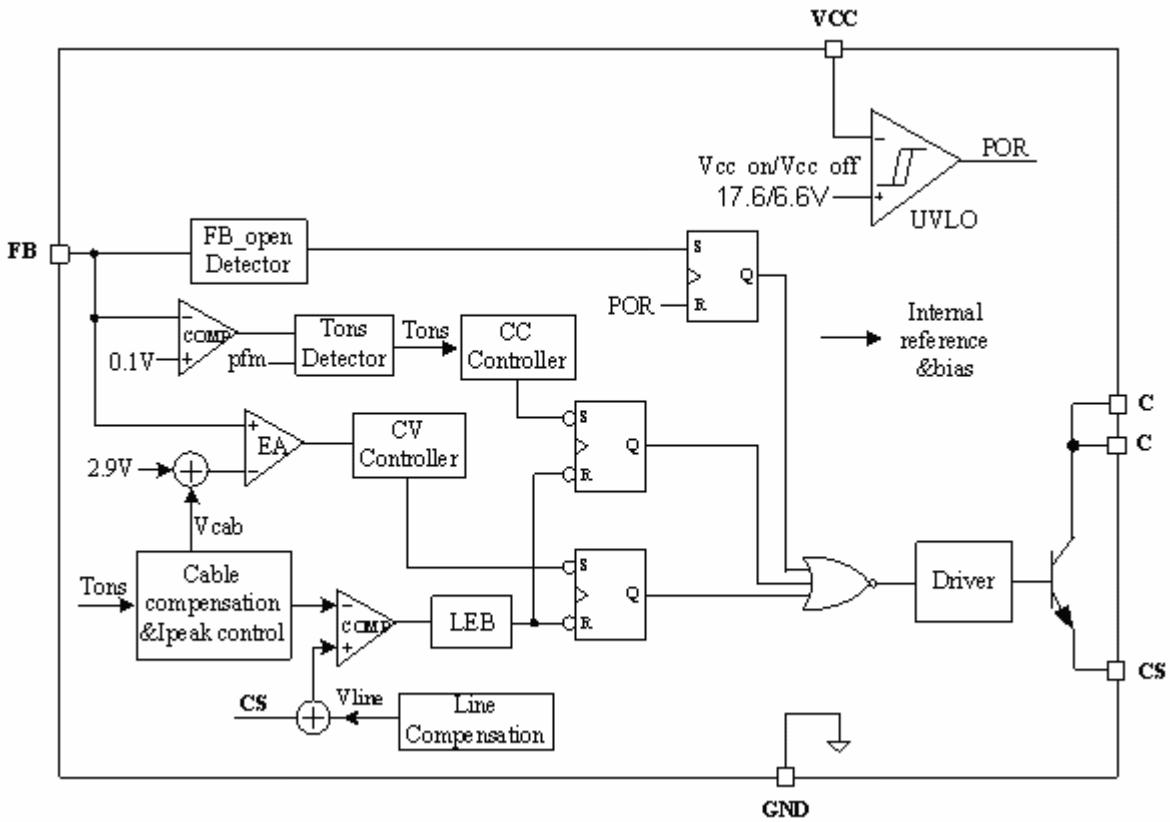 VCC
Vcc on/Vcc off
17.6/6.6V
−
+
POR
UVLO
FB
FB_open
Detector
S
Q
R
POR
Internal
reference
&bias
−
COMP
+
0.1V
pfm
Tons
Detector
Tons
CC
Controller
S
Q
R
+
EA
−
2.9V
+
CV
Controller
Vcab
C
C
Tons
Cable
compensation
&Ipeak control
−
COMP
+
LEB
S
Q
R
Driver
CS
CS
+
Vline
Line
Compensation
GND